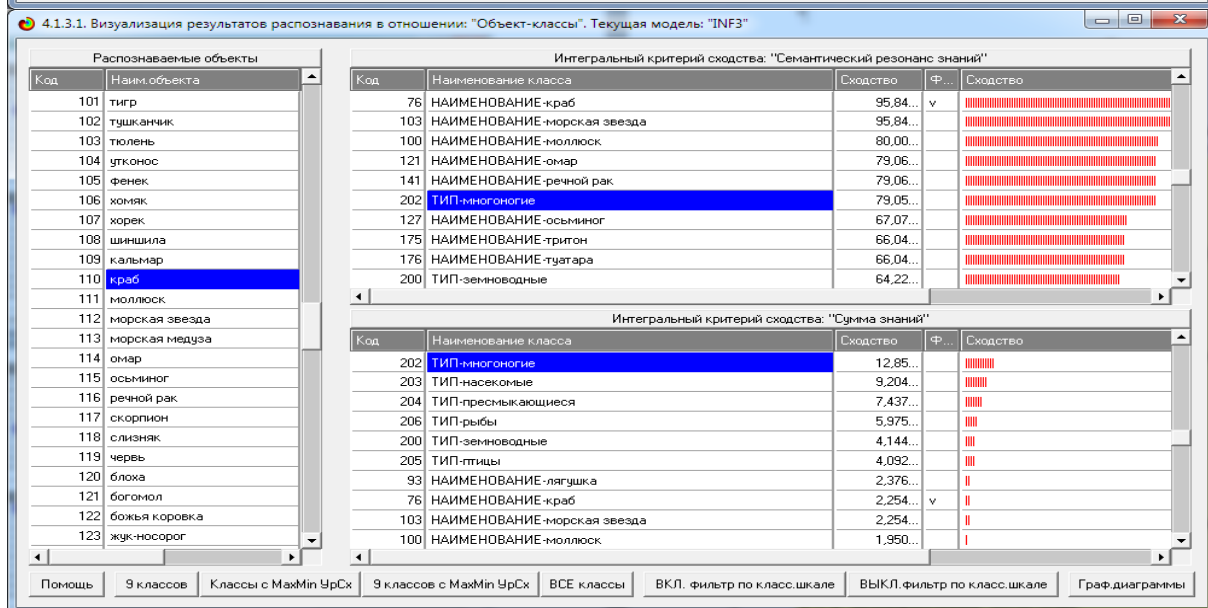 4.1.3.1. Визуализация результатов распознавания в отношении: "Объект-классы". Текущая модель: "INF3"
Распознаваемые объекты
Код Наим.объекта
101 тигр
102 тушканчик
103 тюлень
104 утконос
105 фенек
106 хомяк
107 хорек
108 шиншила
109 кальмар
110 краб
111 моллюск
112 морская звезда
113 морская медуза
114 омар
115 осьминог
116 речной рак
117 скорпион
118 слизняк
119 червь
120 блоха
121 богомол
122 божья коровка
123 жук-носорог
Интегральный критерий сходства: "Семантический резонанс знаний"
Код Наименование класса Сходство Ф... Сходство
76 НАИМЕНОВАНИЕ-краб 95,84... v
103 НАИМЕНОВАНИЕ-морская звезда 95,84...
100 НАИМЕНОВАНИЕ-моллюск 80,00...
121 НАИМЕНОВАНИЕ-омар 79,06...
141 НАИМЕНОВАНИЕ-речной рак 79,06...
202 ТИП-многоногие 79,05...
127 НАИМЕНОВАНИЕ-осьминог 67,07...
175 НАИМЕНОВАНИЕ-тритон 66,04...
176 НАИМЕНОВАНИЕ-туатара 66,04...
200 ТИП-земноводные 64,22...
Интегральный критерий сходства: "Сумма знаний"
Код Наименование класса Сходство Ф... Сходство
202 ТИП-многоногие 12,85...
203 ТИП-насекомые 9,204...
204 ТИП-пресмыкающиеся 7,437...
206 ТИП-рыбы 5,975...
200 ТИП-земноводные 4,144...
205 ТИП-птицы 4,092...
93 НАИМЕНОВАНИЕ-лягушка 2,376...
76 НАИМЕНОВАНИЕ-краб 2,254... v
103 НАИМЕНОВАНИЕ-морская звезда 2,254...
100 НАИМЕНОВАНИЕ-моллюск 1,950...
Помощь 9 классов Классы с MaxMin УрСх 9 классов с MaxMin УрСх ВСЕ классы ВКЛ. фильтр по класс.шкале ВЫКЛ.фильтр по класс.шкале Граф.диаграммы